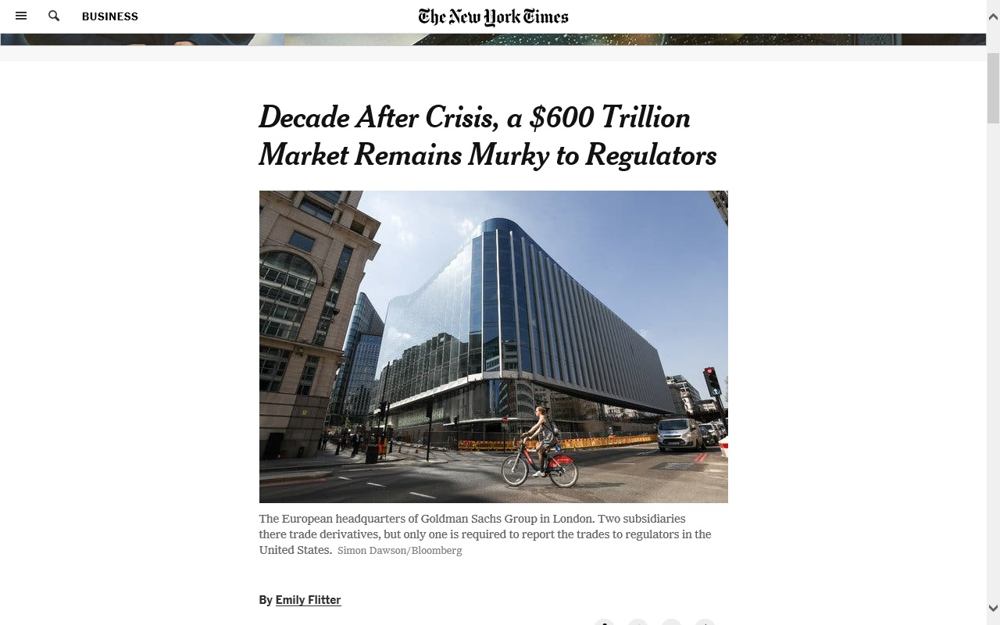 BUSINESS
The New York Times
Decade After Crisis, a $600 Trillion
Market Remains Murky to Regulators
The European headquarters of Goldman Sachs Group in London. Two subsidiaries
there trade derivatives, but only one is required to report the trades to regulators in the
United States. Simon Dawson/Bloomberg
By Emily Flitter